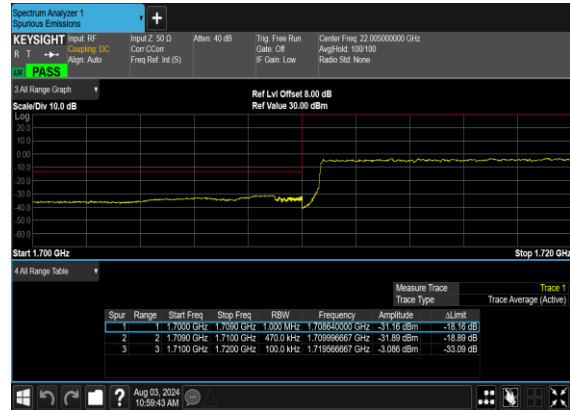 Spectrum Analyzer 1
Spurious Emissions
+
KEYSIGHT Input: RF Input Z: 50 Ω Atten: 40 dB Trig: Free Run Center Freq: 22.005000000 GHz
R T Coupling: DC Corr CCorr Gate: Off Avg|Hold: 100/100
Align: Auto Freq Ref: Int (S) IF Gain: Low Radio Std: None
LW PASS
3 All Range Graph
Ref Lvl Offset 8.00 dB
Scale/Div 10.0 dB Ref Value 30.00 dBm
Log
20.0
10.0
0.00
-10.0
-20.0
-30.0
-40.0
-50.0
-60.0
Start 1.700 GHz Stop 1.720 GHz
4 All Range Table
Measure Trace Trace 1
Trace Type Trace Average (Active)
Spur Range Start Freq Stop Freq RBW Frequency Amplitude ΔLimit
1 1 1.7000 GHz 1.7090 GHz 1.000 MHz 1.708640000 GHz -31.16 dBm -18.16 dB
2 2 1.7090 GHz 1.7100 GHz 470.0 kHz 1.709996667 GHz -31.89 dBm -18.89 dB
3 3 1.7100 GHz 1.7200 GHz 100.0 kHz 1.719566667 GHz -3.086 dBm -33.09 dB
? Aug 03, 2024
10:59:43 AM